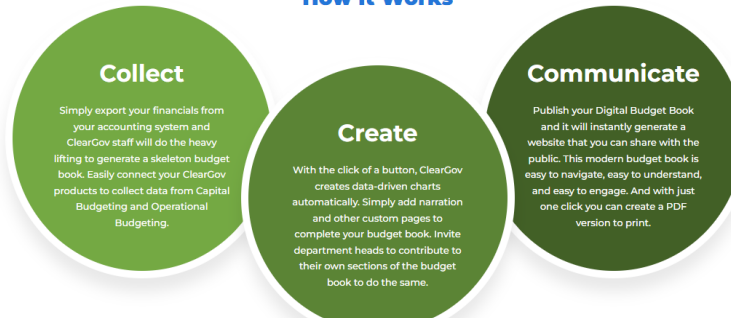 How it Works
Collect
Simply export your financials from
your accounting system and
ClearGov staff will do the heavy
lifting to generate a skeleton budget
book. Easily connect your ClearGov
products to collect data from Capital
Budgeting and Operational
Budgeting.
Create
With the click of a button, ClearGov
creates data-driven charts
automatically. Simply add narration
and other custom pages to
complete your budget book. Invite
department heads to contribute to
their own sections of the budget
book to do the same.
Communicate
Publish your Digital Budget Book
and it will instantly generate a
website that you can share with the
public. This modern budget book is
easy to navigate, easy to understand,
and easy to engage. And with just
one click you can create a PDF
version to print.